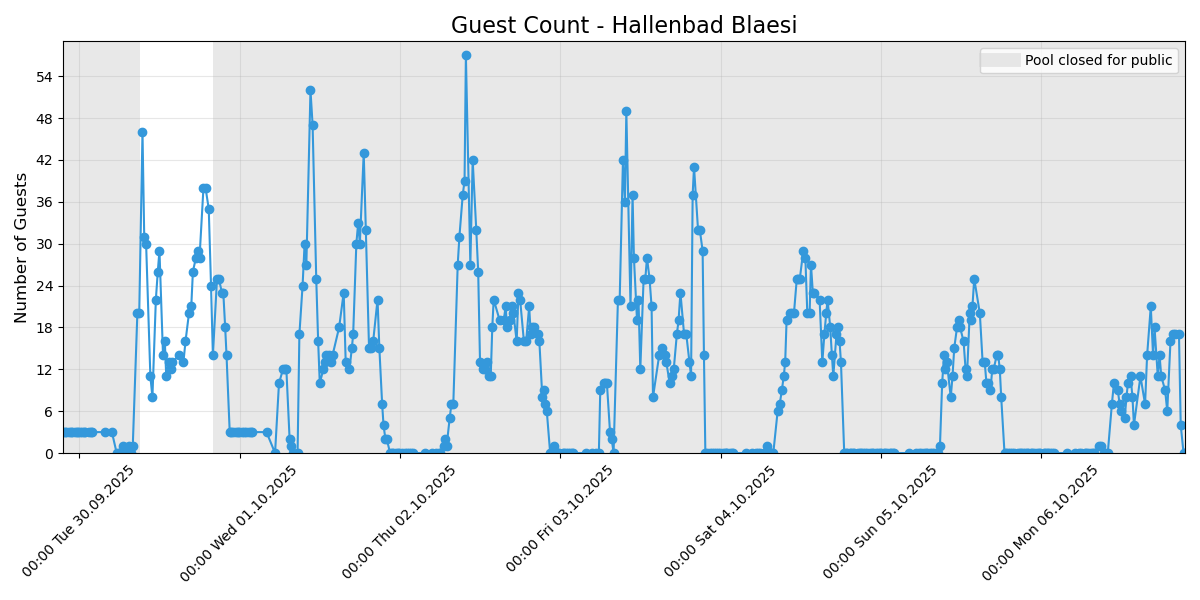 Guest Count - Hallenbad Blaesi
Pool closed for public
Number of Guests
54
48
42
36
30
24
18
12
6
0
00:00 Tue 30.09.2025
00:00 Wed 01.10.2025
00:00 Thu 02.10.2025
00:00 Fri 03.10.2025
00:00 Sat 04.10.2025
00:00 Sun 05.10.2025
00:00 Mon 06.10.2025